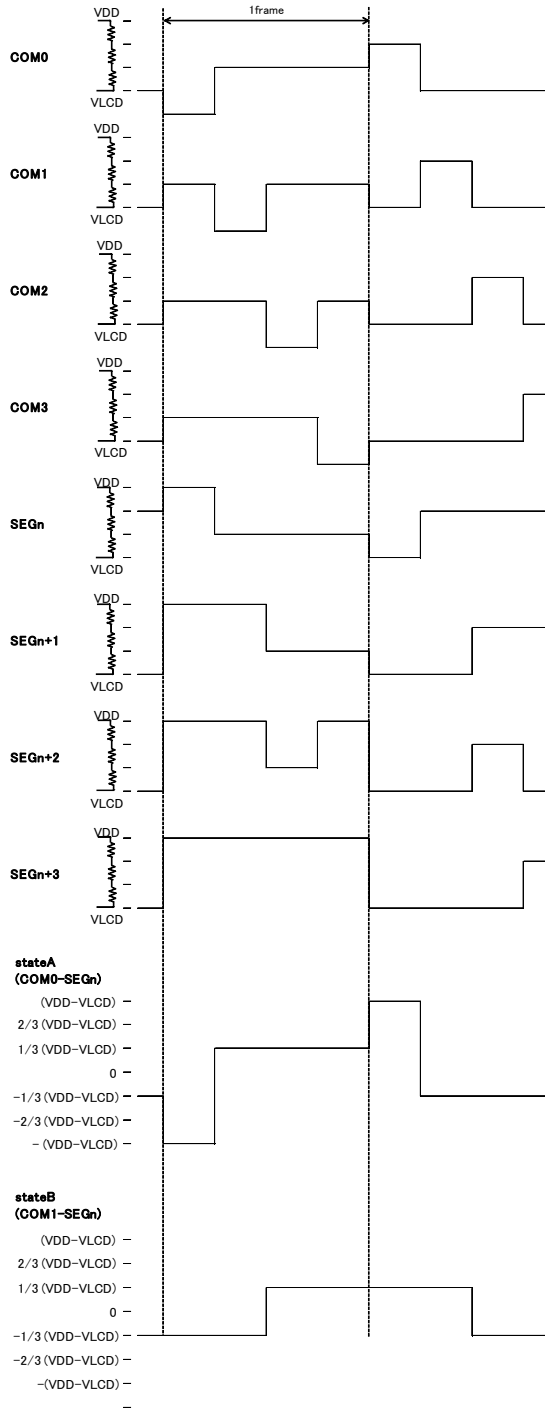 1frame
VDD
COM0
VLCD
VDD
COM1
VLCD
VDD
COM2
VLCD
VDD
COM3
VLCD
VDD
SEGn
VLCD
VDD
SEGn+1
VLCD
VDD
SEGn+2
VLCD
VDD
SEGn+3
VLCD
stateA
(COM0-SEGn)
(VDD-VLCD)
2/3(VDD-VLCD)
1/3(VDD-VLCD)
0
-1/3(VDD-VLCD)
-2/3(VDD-VLCD)
-(VDD-VLCD)
stateB
(COM1-SEGn)
(VDD-VLCD)
2/3(VDD-VLCD)
1/3(VDD-VLCD)
0
-1/3(VDD-VLCD)
-2/3(VDD-VLCD)
-(VDD-VLCD)